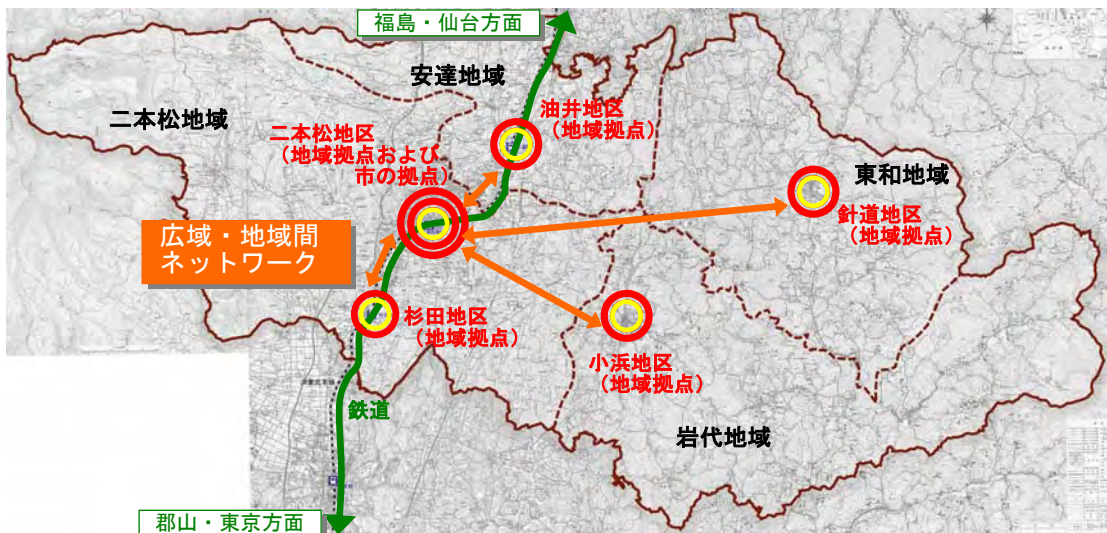 福島・仙台方面
安達地域
二本松地域
油井地区
（地域拠点）
二本松地区
（地域拠点および
市の拠点）
東和地域
針道地区
（地域拠点）
広域・地域間
ネットワーク
杉田地区
（地域拠点）
小浜地区
（地域拠点）
鉄道
岩代地域
郡山・東京方面